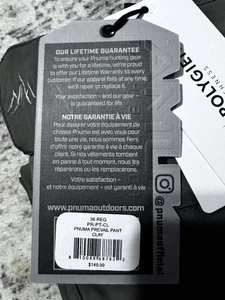 OUR LIFETIME GUARANTEE
To ensure your Pnuma hunting gear
is with you for a lifetime, we're proud
to offer our Lifetime Warranty to every
customer. If our apparel fails at any time,
we'll repair or replace it.
Your satisfaction – and our gear –
is guaranteed for life
NOTRE GARANTIE À VIE
Pour assurer votre équipement de
chasse Pnuma est avec vous pour
toute une vie, nous sommes fiers
d'offrir notre garantie à vie à chaque
client. Si nos vêtements tombent
en panne à tout moment, nous
les réparons ou les remplacerons.
Votre satisfaction –
et notre équipement – est garanti à vie
www.pnumaoutdoors.com
36 REG
PR-PT-CL
PNUMA PREVAIL PANT
CLAY
$149.99
@pnumaofficial
POLYGIENE